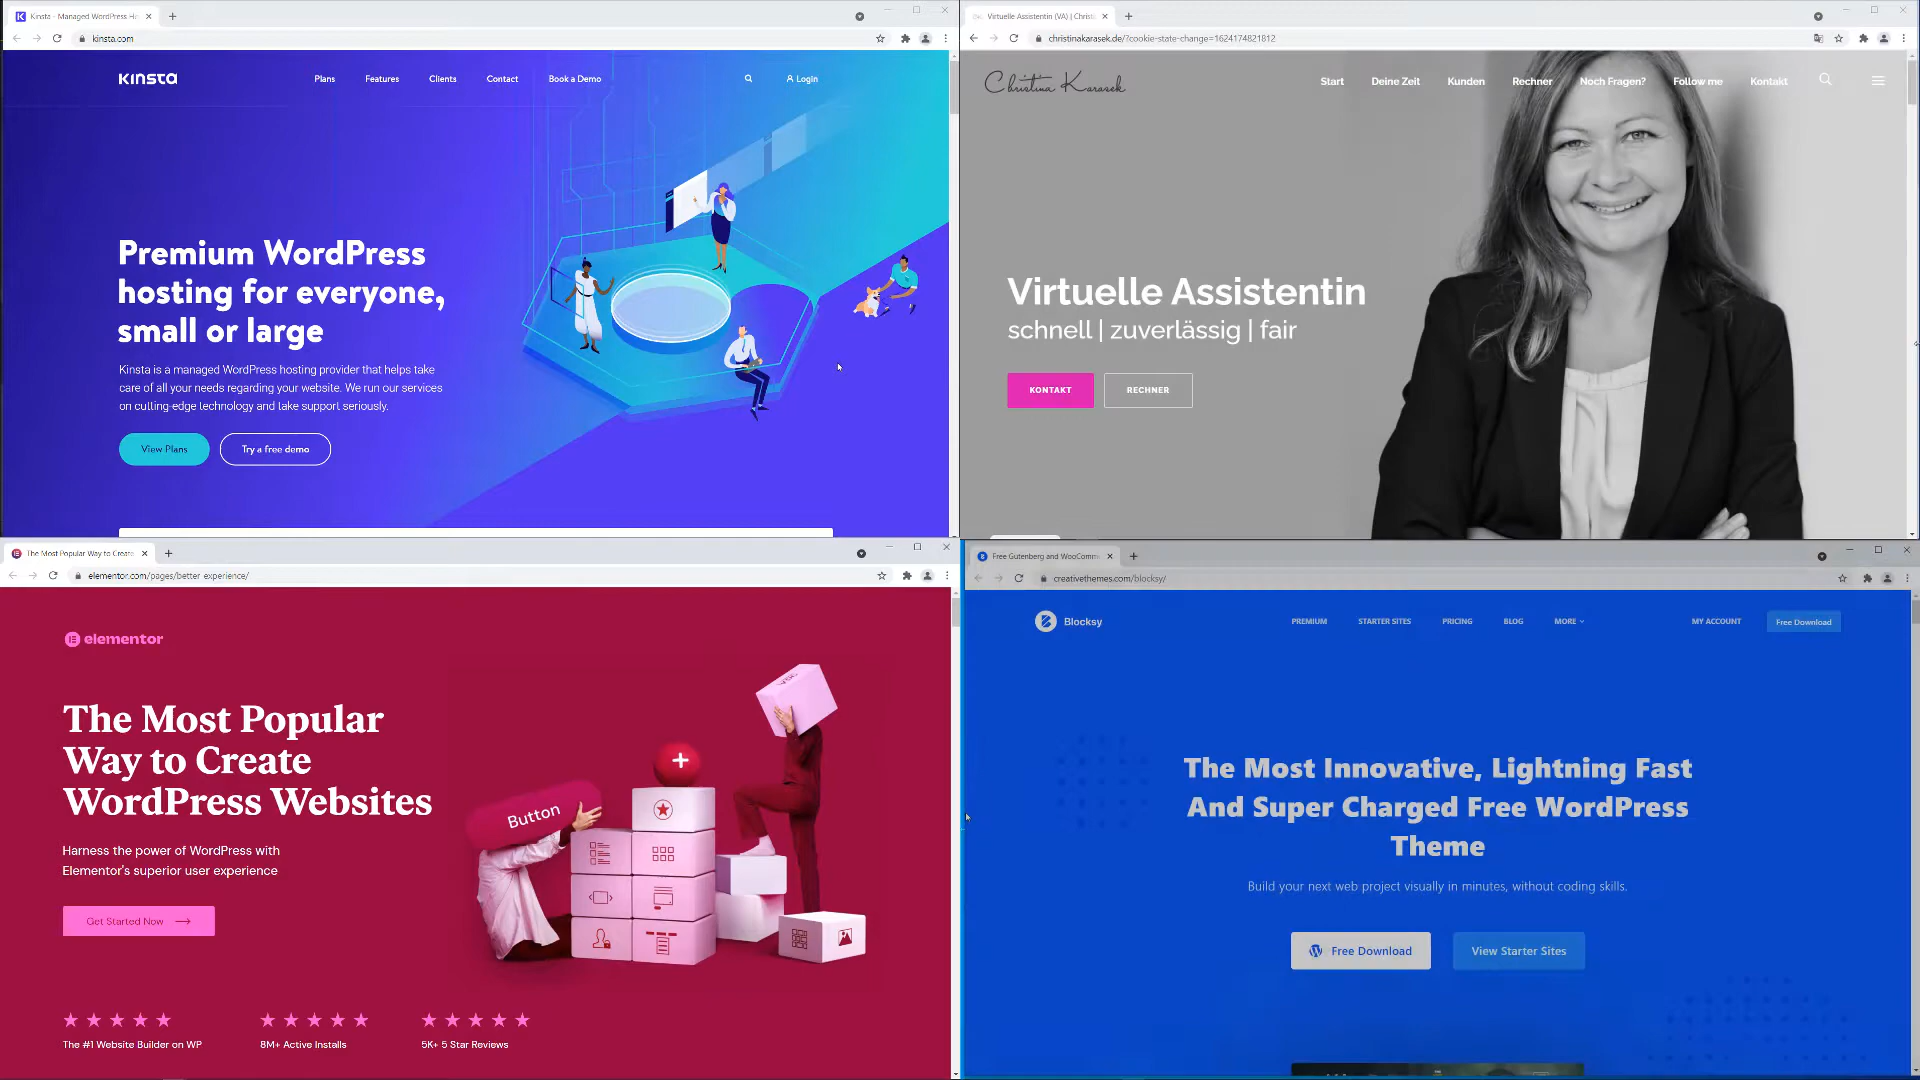 Kinsta - Managed WordPress H
kinsta.com
KINSTA
Plans
Features
Clients
Contact
Book a Demo
Login
Premium WordPress
hosting for everyone,
small or large
Kinsta is a managed WordPress hosting provider that helps take
care of all your needs regarding your website. We run our services
on cutting-edge technology and take support seriously.
View Plans
Try a free demo
Virtuelle Assistentin (VA) | Christi
christinakarasek.de/?cookie-state-change=1624174821812
Christina Karasek
Start
Deine Zeit
Kunden
Rechner
Noch Fragen?
Follow me
Kontakt
Virtuelle Assistentin
schnell | zuverlässig | fair
KONTAKT
RECHNER
The Most Popular Way to Create
elementor.com/pages/better-experience/
elementor
The Most Popular
Way to Create
WordPress Websites
Harness the power of WordPress with
Elementor's superior user experience
Get Started Now
Button
The #1 Website Builder on WP
8M+ Active Installs
5K+ 5 Star Reviews
Free Gutenberg and WooComm
creativethemes.com/blocksy/
Blocksy
PREMIUM
STARTER SITES
PRICING
BLOG
MORE
MY ACCOUNT
Free Download
The Most Innovative, Lightning Fast
And Super Charged Free WordPress
Theme
Build your next web project visually in minutes, without coding skills.
Free Download
View Starter Sites